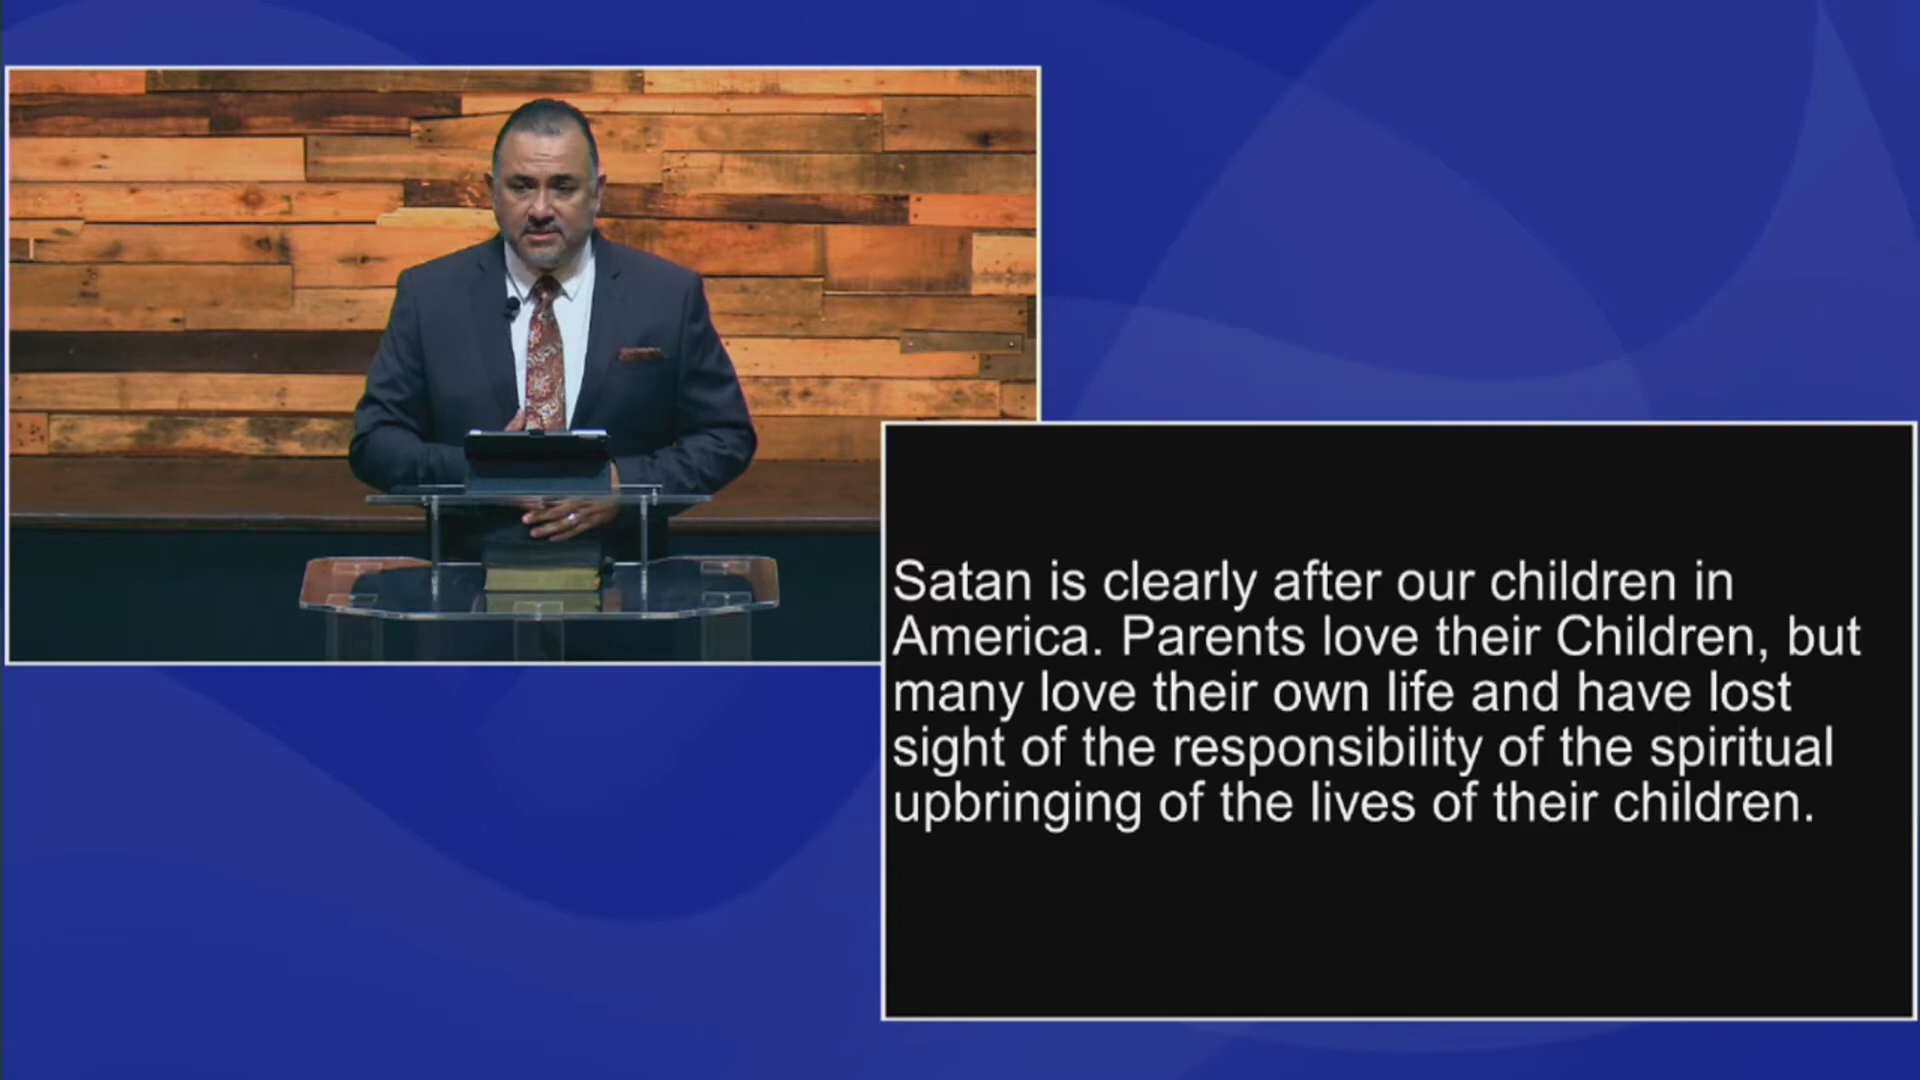 Satan is clearly after our children in
America. Parents love their Children, but
many love their own life and have lost
sight of the responsibility of the spiritual
upbringing of the lives of their children.